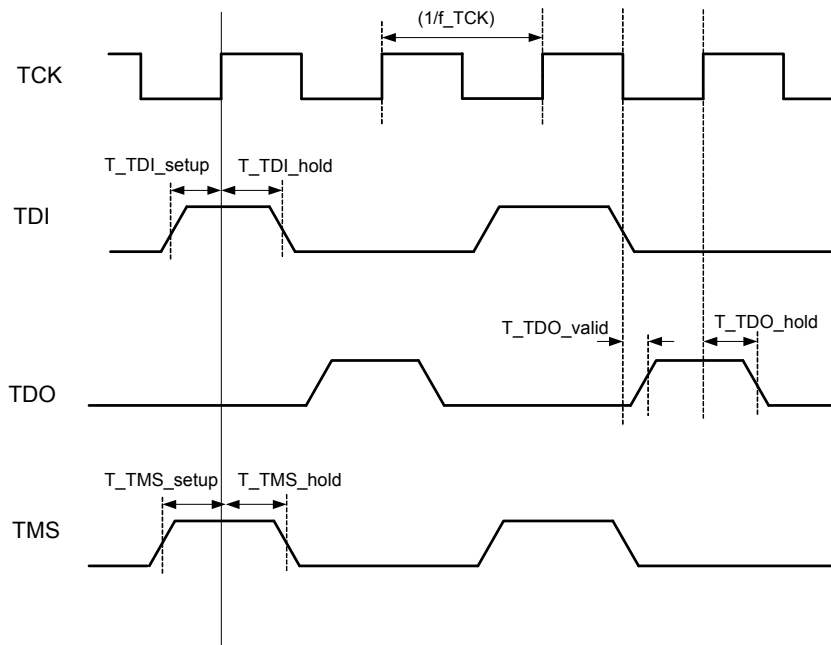 (1/f_TCK)
TCK
T_TDI_setup T_TDI_hold
TDI
T_TDO_valid T_TDO_hold
TDO
T_TMS_setup T_TMS_hold
TMS